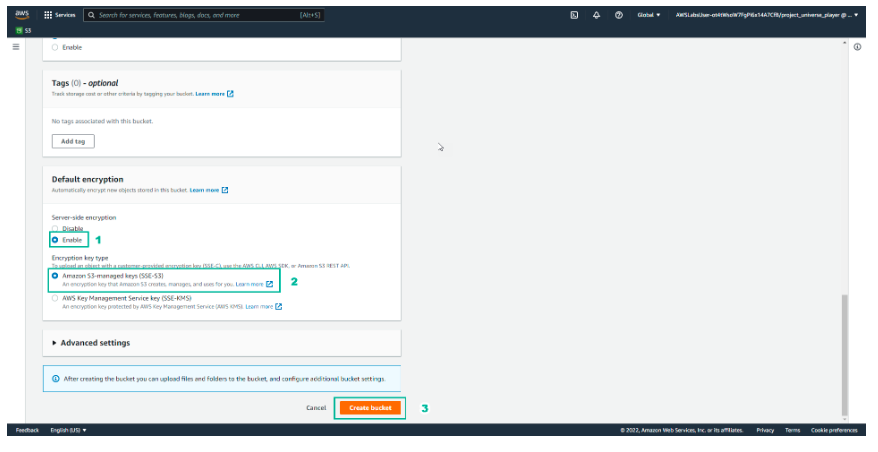 aws
Services
Search for services, features, blogs, docs, and more
[Alt+S]
Global ▼
S3
Enable
Tags (0) - optional
Track storage cost or other criteria by tagging your bucket. Learn more
No tags associated with this bucket.
Add tag
Default encryption
Automatically encrypt new objects stored in this bucket. Learn more
Server-side encryption
Disable
Enable
1
Encryption key type
To upload an object with a customer-provided encryption key (SSE-C), use the AWS CLI, AWS SDK, or Amazon S3 REST API.
Amazon S3-managed keys (SSE-S3)
An encryption key that Amazon S3 creates, manages, and uses for you. Learn more
2
AWS Key Management Service key (SSE-KMS)
An encryption key protected by AWS Key Management Service (AWS KMS). Learn more
Advanced settings
After creating the bucket you can upload files and folders to the bucket, and configure additional bucket settings.
Cancel
Create bucket
3
Feedback
English (US) ▼
© 2022, Amazon Web Services, Inc. or its affiliates.
Privacy
Terms
Cookie preferences